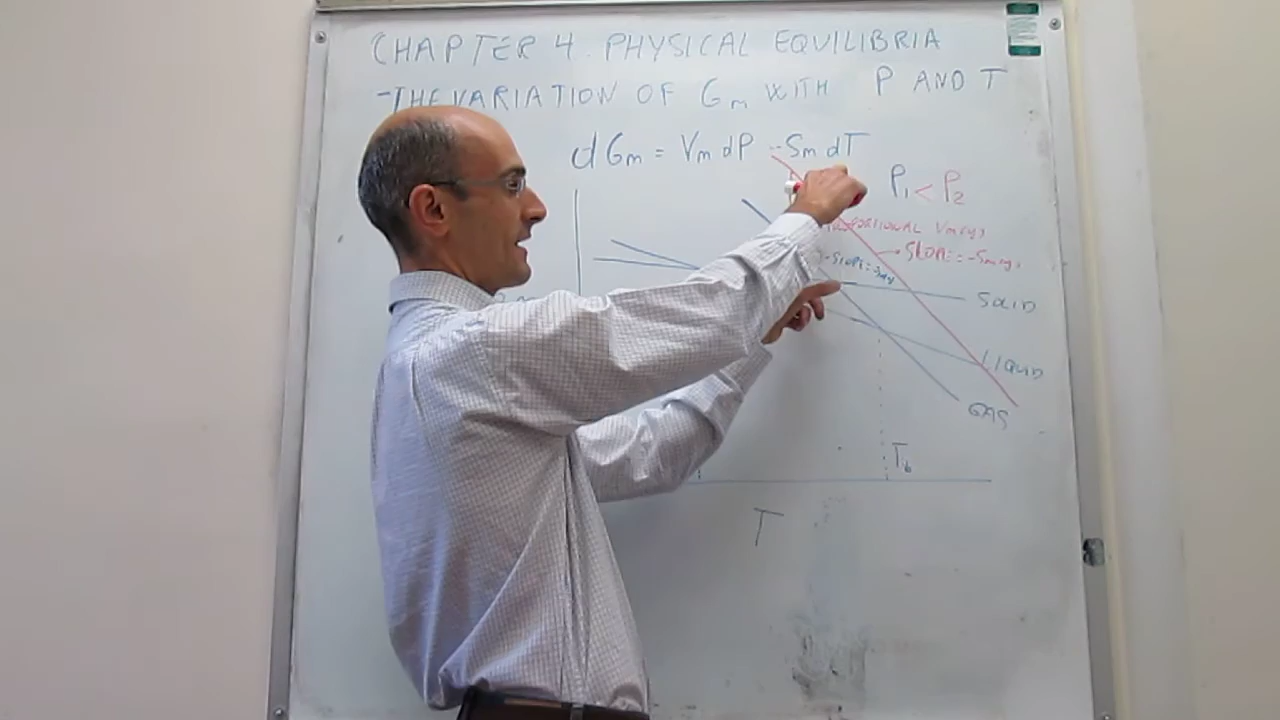 CHAPTER 4. PHYSICAL EQUILIBRIA
-THE VARIATION OF Gm WITH P AND T
dGm = Vm dP - Sm dT
P1 < P2
SLOPE = -Sm(g)
SOLID
LIQUID
GAS
Tb
T